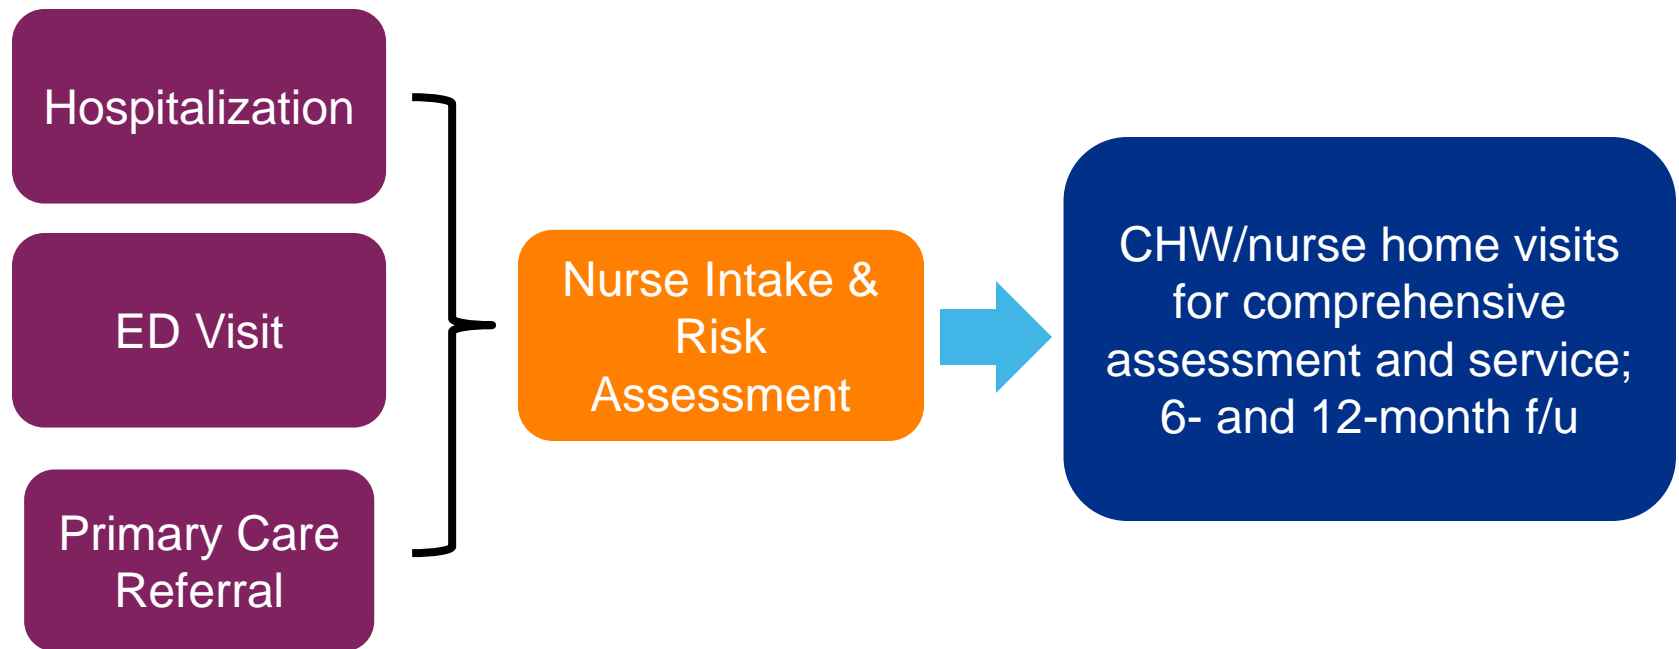 Hospitalization
ED Visit
Primary Care
Referral
Nurse Intake &
Risk
Assessment
CHW/nurse home visits
for comprehensive
assessment and service;
6- and 12-month f/u